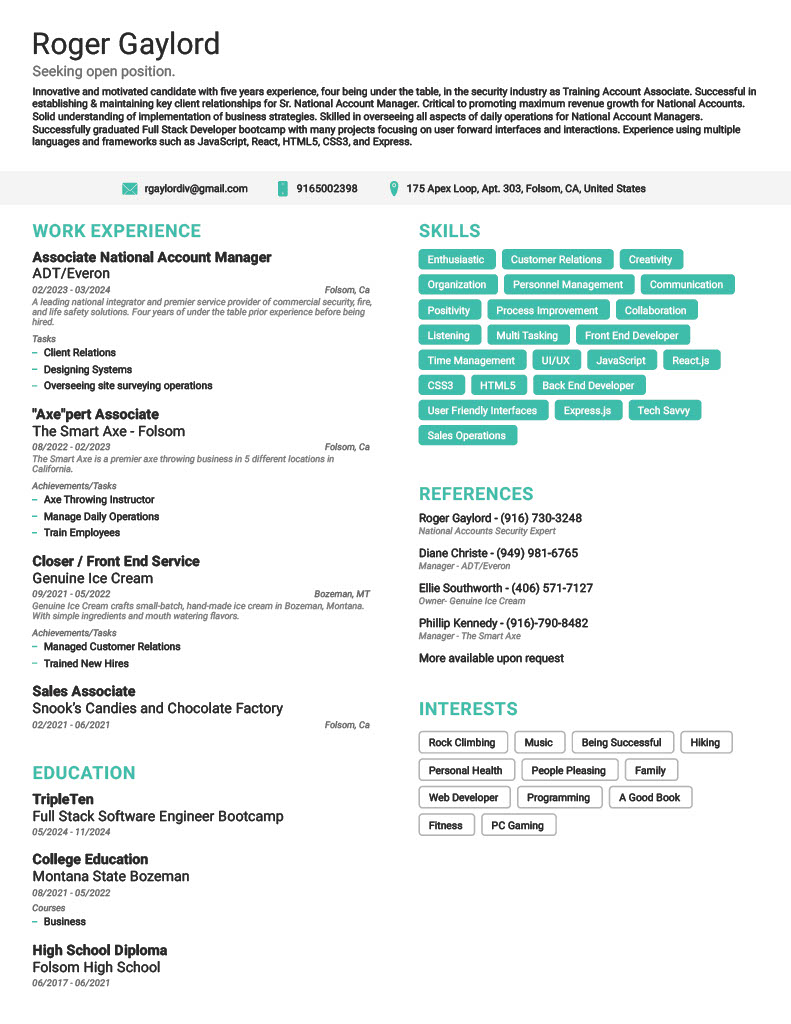 Roger Gaylord
Seeking open position.
Innovative and motivated candidate with five years experience, four being under the table, in the security industry as Training Account Associate. Successful in
establishing & maintaining key client relationships for Sr. National Account Manager. Critical to promoting maximum revenue growth for National Accounts.
Solid understanding of implementation of business strategies. Skilled in overseeing all aspects of daily operations for National Account Managers.
Successfully graduated Full Stack Developer bootcamp with many projects focusing on user forward interfaces and interactions. Experience using multiple
languages and frameworks such as JavaScript, React, HTML5, CSS3, and Express.
rgaylordiv@gmail.com 9165002398 175 Apex Loop, Apt. 303, Folsom, CA, United States
WORK EXPERIENCE
Associate National Account Manager
ADT/Everon
02/2023 - 03/2024 Folsom, Ca
A leading national integrator and premier service provider of commercial security, fire,
and life safety solutions. Four years of under the table prior experience before being
hired.
Tasks
– Client Relations
– Designing Systems
– Overseeing site surveying operations
"Axe"pert Associate
The Smart Axe - Folsom
08/2022 - 02/2023 Folsom, Ca
The Smart Axe is a premier axe throwing business in 5 different locations in
California.
Achievements/Tasks
– Axe Throwing Instructor
– Manage Daily Operations
– Train Employees
Closer / Front End Service
Genuine Ice Cream
09/2021 - 05/2022 Bozeman, MT
Genuine Ice Cream crafts small-batch, hand-made ice cream in Bozeman, Montana.
With simple ingredients and mouth watering flavors.
Achievements/Tasks
– Managed Customer Relations
– Trained New Hires
Sales Associate
Snook's Candies and Chocolate Factory
02/2021 - 06/2021 Folsom, Ca
EDUCATION
TripleTen
Full Stack Software Engineer Bootcamp
05/2024 - 11/2024
College Education
Montana State Bozeman
08/2021 - 05/2022
Courses
– Business
High School Diploma
Folsom High School
06/2017 - 06/2021
SKILLS
Enthusiastic Customer Relations Creativity
Organization Personnel Management Communication
Positivity Process Improvement Collaboration
Listening Multi Tasking Front End Developer
Time Management UI/UX JavaScript React.js
CSS3 HTML5 Back End Developer
User Friendly Interfaces Express.js Tech Savvy
Sales Operations
REFERENCES
Roger Gaylord - (916) 730-3248
National Accounts Security Expert
Diane Christe - (949) 981-6765
Manager - ADT/Everon
Ellie Southworth - (406) 571-7127
Owner- Genuine Ice Cream
Phillip Kennedy - (916)-790-8482
Manager - The Smart Axe
More available upon request
INTERESTS
Rock Climbing Music Being Successful Hiking
Personal Health People Pleasing Family
Web Developer Programming A Good Book
Fitness PC Gaming